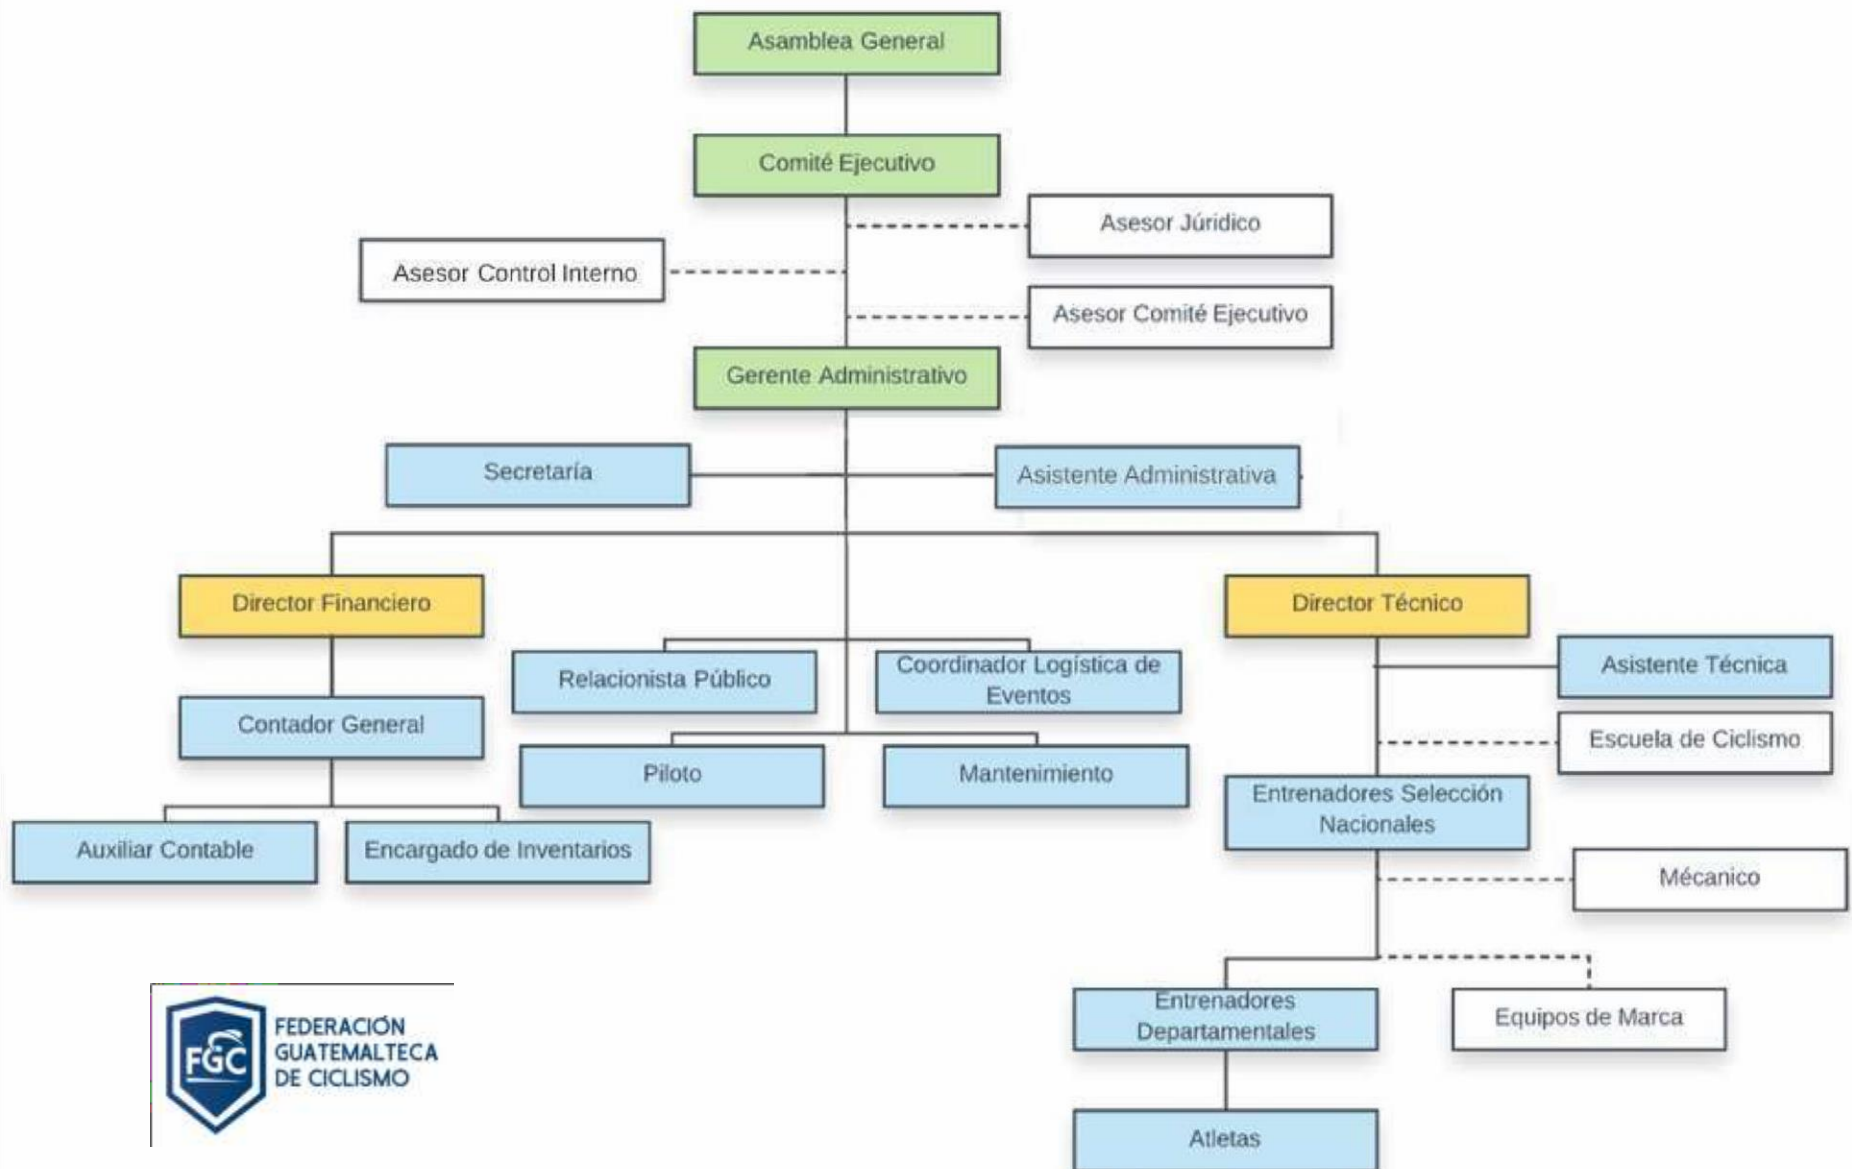 Asamblea General
Comité Ejecutivo
Asesor Júridico
Asesor Control Interno
Asesor Comité Ejecutivo
Gerente Administrativo
Secretaría
Asistente Administrativa
Director Financiero
Director Técnico
Relacionista Público
Coordinador Logística de
Eventos
Asistente Técnica
Contador General
Escuela de Ciclismo
Piloto
Mantenimiento
Entrenadores Selección
Nacionales
Auxiliar Contable
Encargado de Inventarios
Mécanico
Entrenadores
Departamentales
Equipos de Marca
Atletas
FGC
FEDERACIÓN
GUATEMALTECA
DE CICLISMO